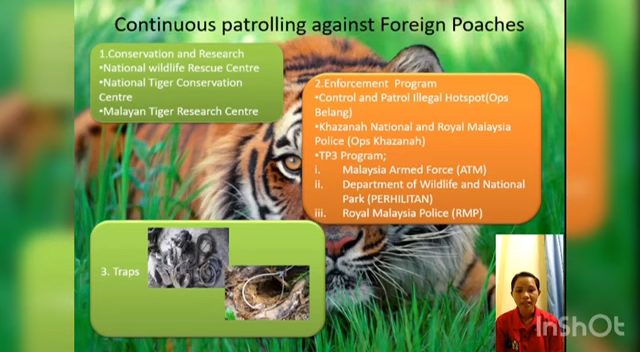 Continuous patrolling against Foreign Poaches
1.Conservation and Research
•National wildlife Rescue Centre
•National Tiger Conservation
Centre
•Malayan Tiger Research Centre
2.Enforcement  Program
•Control and Patrol Illegal Hotspot(Ops
Belang)
•Khazanah National and Royal Malaysia
Police (Ops Khazanah)
•TP3 Program;
i. Malaysia Armed Force (ATM)
ii. Department of Wildlife and National
Park (PERHILITAN)
iii. Royal Malaysia Police (RMP)
3. Traps
InShOt